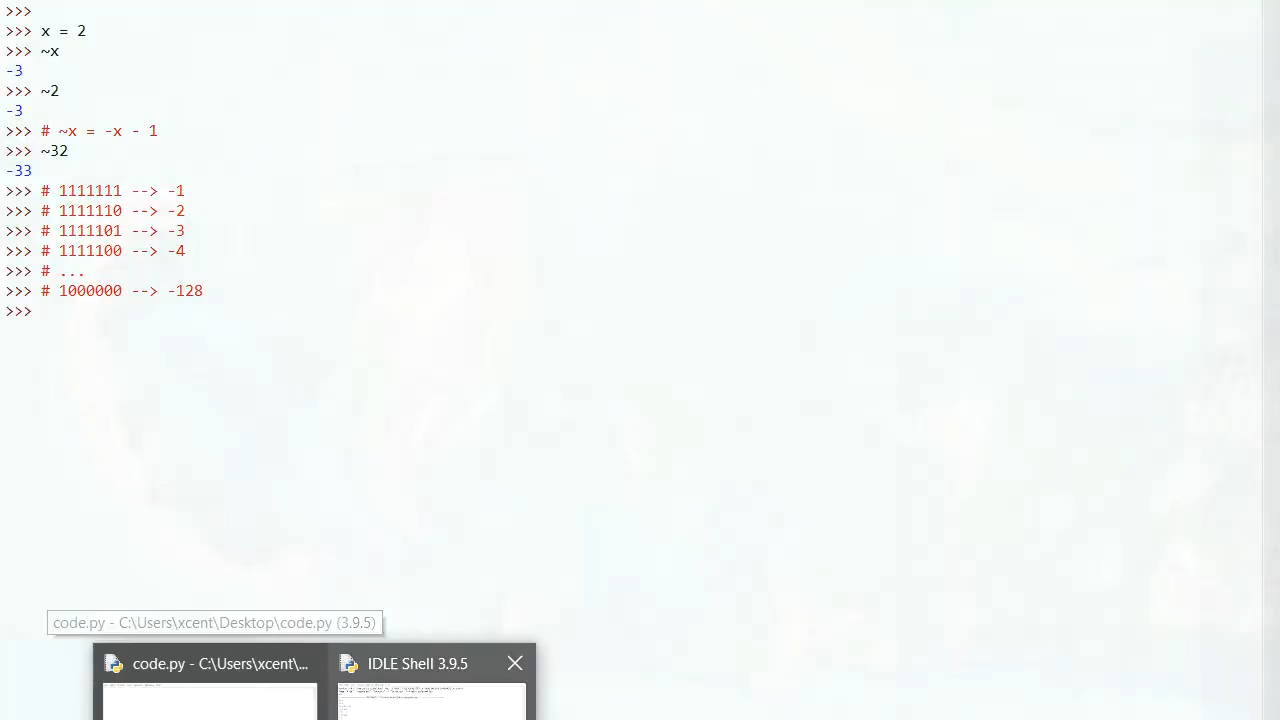 >>>
>>> x = 2
>>> ~x
-3
>>> ~2
-3
>>> # ~x = -x - 1
>>> ~32
-33
>>> # 1111111 --> -1
>>> # 1111110 --> -2
>>> # 1111101 --> -3
>>> # 1111100 --> -4
>>> # ...
>>> # 1000000 --> -128
>>>
code.py - C:\Users\xcent\Desktop\code.py (3.9.5)
code.py - C:\Users\xcent\... IDLE Shell 3.9.5